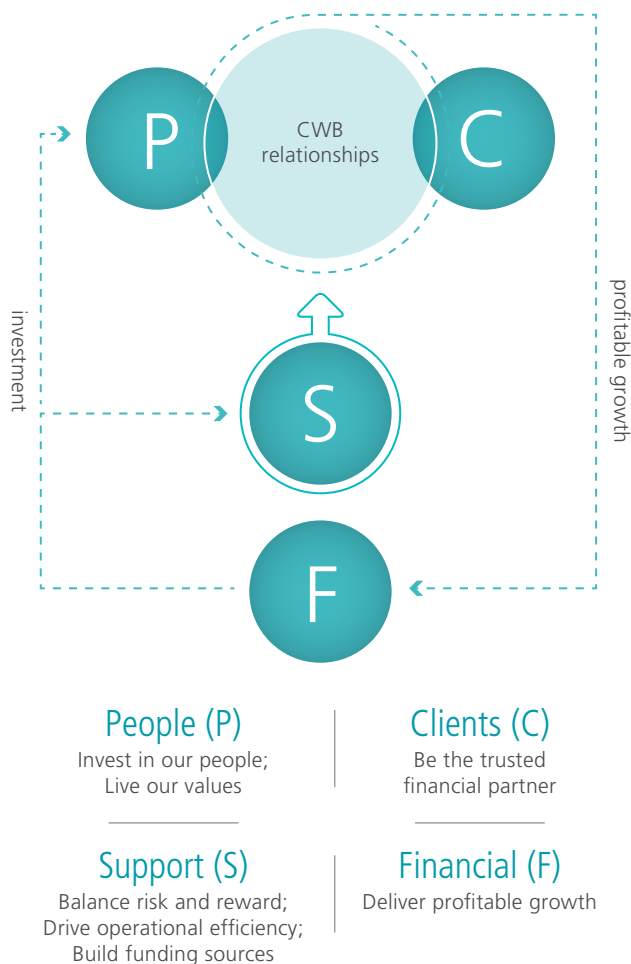 P
CWB
relationships
C
investment
profitable growth
S
F
People (P)
Invest in our people;
Live our values
Clients (C)
Be the trusted
financial partner
Support (S)
Balance risk and reward;
Drive operational efficiency;
Build funding sources
Financial (F)
Deliver profitable growth